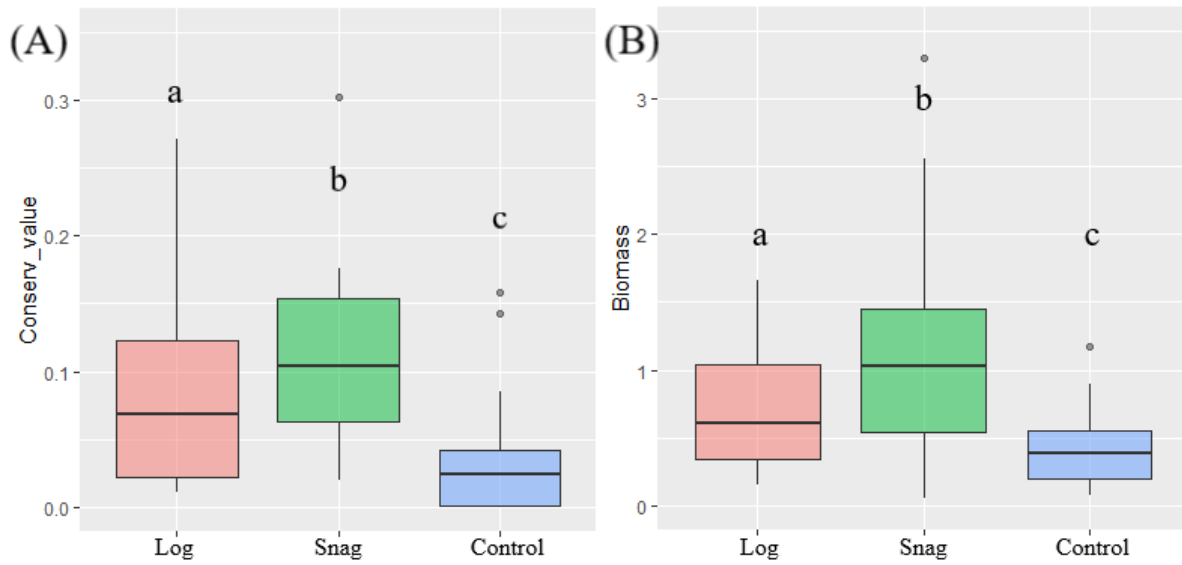 (A)
Conserv_value
0.3
0.2
0.1
0.0
a
b
c
Log Snag Control
(B)
Biomass
3
2
1
0
a
b
c
Log Snag Control